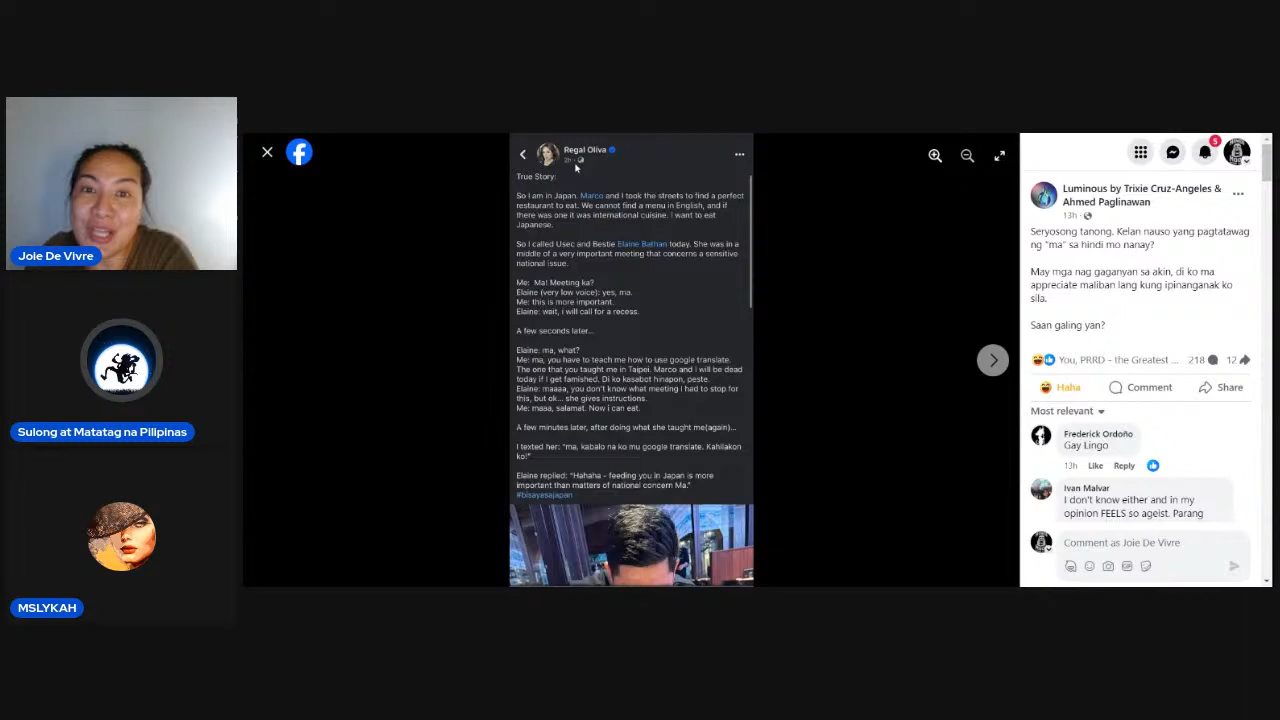 Joie De Vivre
Sulong at Matatag na Pilipinas
MSLYKAH
Regal Oliva
2h
True Story:
So I am in Japan. Marco and I took the streets to find a perfect
restaurant to eat. We cannot find a menu in English, and if
there was one it was international cuisine. I want to eat
Japanese.
So I called Usec and Bestie Elaine Bathan today. She was in a
middle of a very important meeting that concerns a sensitive
national issue.
Me: Ma! Meeting ka?
Elaine (very low voice): yes, ma.
Me: this is more important.
Elaine: wait, i will call for a recess.
A few seconds later...
Elaine: ma, what?
Me: ma, you have to teach me how to use google translate.
The one that you taught me in Taipei. Marco and I will be dead
today if I get famished. Di ko kasabot hinapon, peste.
Elaine: maaaa, you don't know what meeting I had to stop for
this, but ok... she gives instructions.
Me: maaa, salamat. Now i can eat.
A few minutes later, after doing what she taught me(again)...
I texted her: "ma, kabalo na ko mu google translate. Kahilakon
ko!"
Elaine replied: "Hahaha - feeding you in Japan is more
important than matters of national concern Ma."
#bisayasajapan
5
Luminous by Trixie Cruz-Angeles &
Ahmed Paglinawan
13h
Seryosong tanong. Kelan nauso yang pagtatawag
ng "ma" sa hindi mo nanay?
May mga nag gaganyan sa akin, di ko ma
appreciate maliban lang kung ipinanganak ko
sila.
Saan galing yan?
You, PRRD - the Greatest ... 218 12
Haha Comment Share
Most relevant
Frederick Ordoño
Gay Lingo
13h Like Reply
Ivan Malvar
I don't know either and in my
opinion FEELS so ageist. Parang
Comment as Joie De Vivre